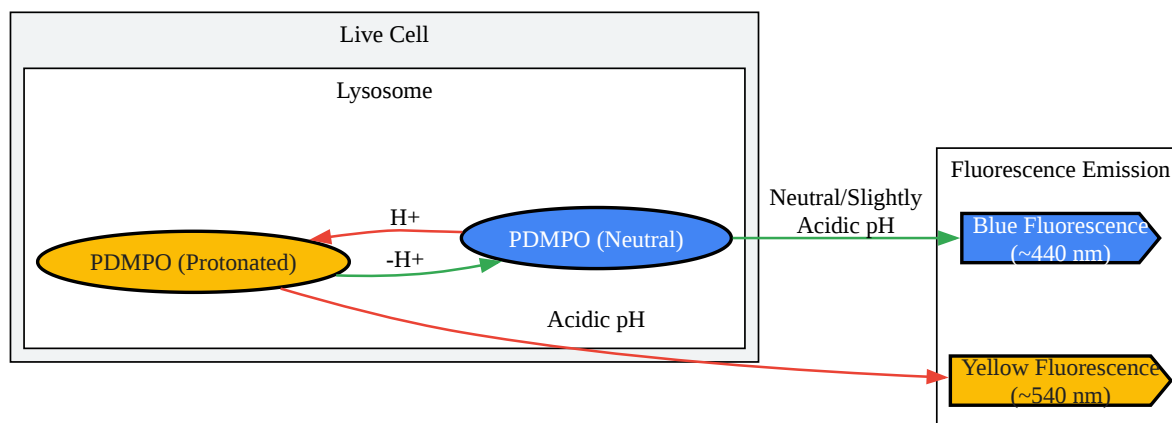 Live Cell
Lysosome
Fluorescence Emission
Neutral/Slightly
Acidic pH
H+
PDMPO (Neutral)
Blue Fluorescence
(~440 nm)
PDMPO (Protonated)
-H+
Acidic pH
Yellow Fluorescence
(~540 nm)